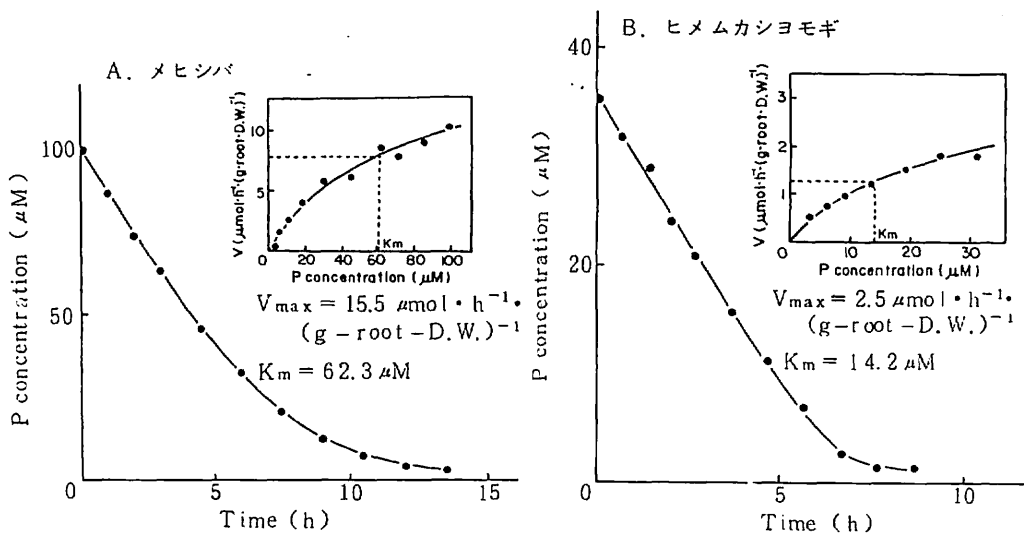 A. メヒシバ
100
50
0
5
10
15
P concentration (μM)
Time (h)
V (μmol·h⁻¹·(g·root·D.W.)⁻¹)
10
5
0
20
40
60
80
100
Km
P concentration (μM)
Vmax = 15.5 μmol・h⁻¹・
(g-root-D.W.)⁻¹
Km = 62.3 μM
B. ヒメムカシヨモギ
40
20
0
5
10
P concentration (μM)
Time (h)
V (μmol·h⁻¹·(g·root·D.W.)⁻¹)
3
2
1
0
10
20
30
Km
P concentration (μM)
Vmax = 2.5 μmol・h⁻¹・
(g-root-D.W.)⁻¹
Km = 14.2 μM